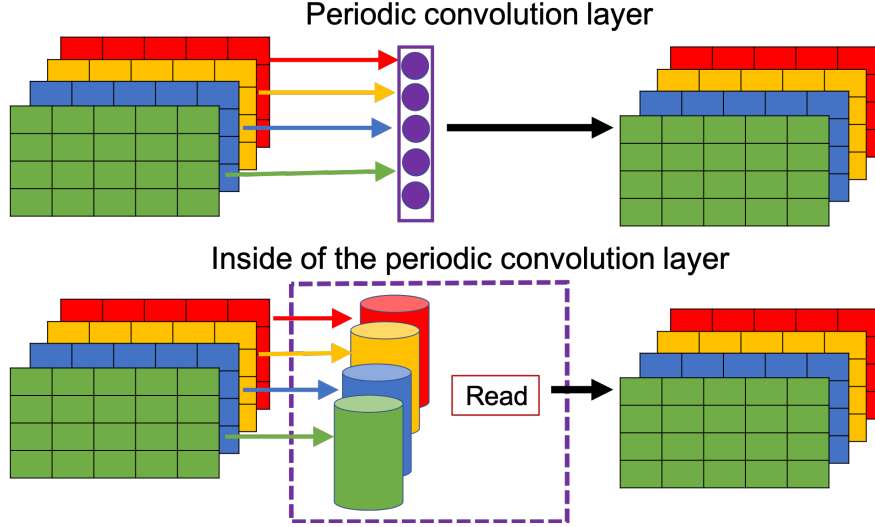 Periodic convolution layer
Inside of the periodic convolution layer
Read